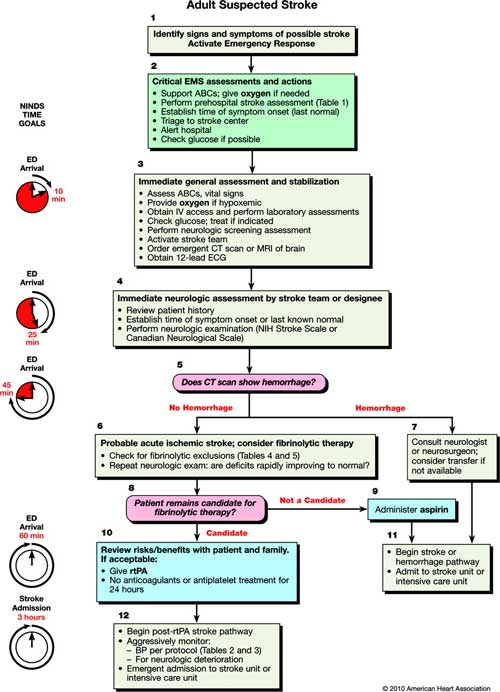 Adult Suspected Stroke
1
Identify signs and symptoms of possible stroke
Activate Emergency Response
2
Critical EMS assessments and actions
• Support ABCs; give oxygen if needed
• Perform prehospital stroke assessment (Table 1)
• Establish time of symptom onset (last normal)
• Triage to stroke center
• Alert hospital
• Check glucose if possible
NINDS
TIME
GOALS
ED
Arrival
10
min
3
Immediate general assessment and stabilization
• Assess ABCs, vital signs
• Provide oxygen if hypoxemic
• Obtain IV access and perform laboratory assessments
• Check glucose; treat if indicated
• Perform neurologic screening assessment
• Activate stroke team
• Order emergent CT scan or MRI of brain
• Obtain 12-lead ECG
ED
Arrival
25
min
4
Immediate neurologic assessment by stroke team or designee
• Review patient history
• Establish time of symptom onset or last known normal
• Perform neurologic examination (NIH Stroke Scale or
Canadian Neurological Scale)
ED
Arrival
45
min
5
Does CT scan show hemorrhage?
No Hemorrhage
Hemorrhage
6
Probable acute ischemic stroke; consider fibrinolytic therapy
• Check for fibrinolytic exclusions (Tables 4 and 5)
• Repeat neurologic exam: are deficits rapidly improving to normal?
7
Consult neurologist
or neurosurgeon;
consider transfer if
not available
8
Patient remains candidate for
fibrinolytic therapy?
Not a Candidate
9
Administer aspirin
Candidate
ED
Arrival
60 min
10
Review risks/benefits with patient and family.
If acceptable:
• Give rtPA
• No anticoagulants or antiplatelet treatment for
24 hours
11
• Begin stroke or
hemorrhage pathway
• Admit to stroke unit or
intensive care unit
Stroke
Admission
3 hours
12
• Begin post-rtPA stroke pathway
• Aggressively monitor:
– BP per protocol (Tables 2 and 3)
– For neurologic deterioration
• Emergent admission to stroke unit or
intensive care unit
© 2010 American Heart Association